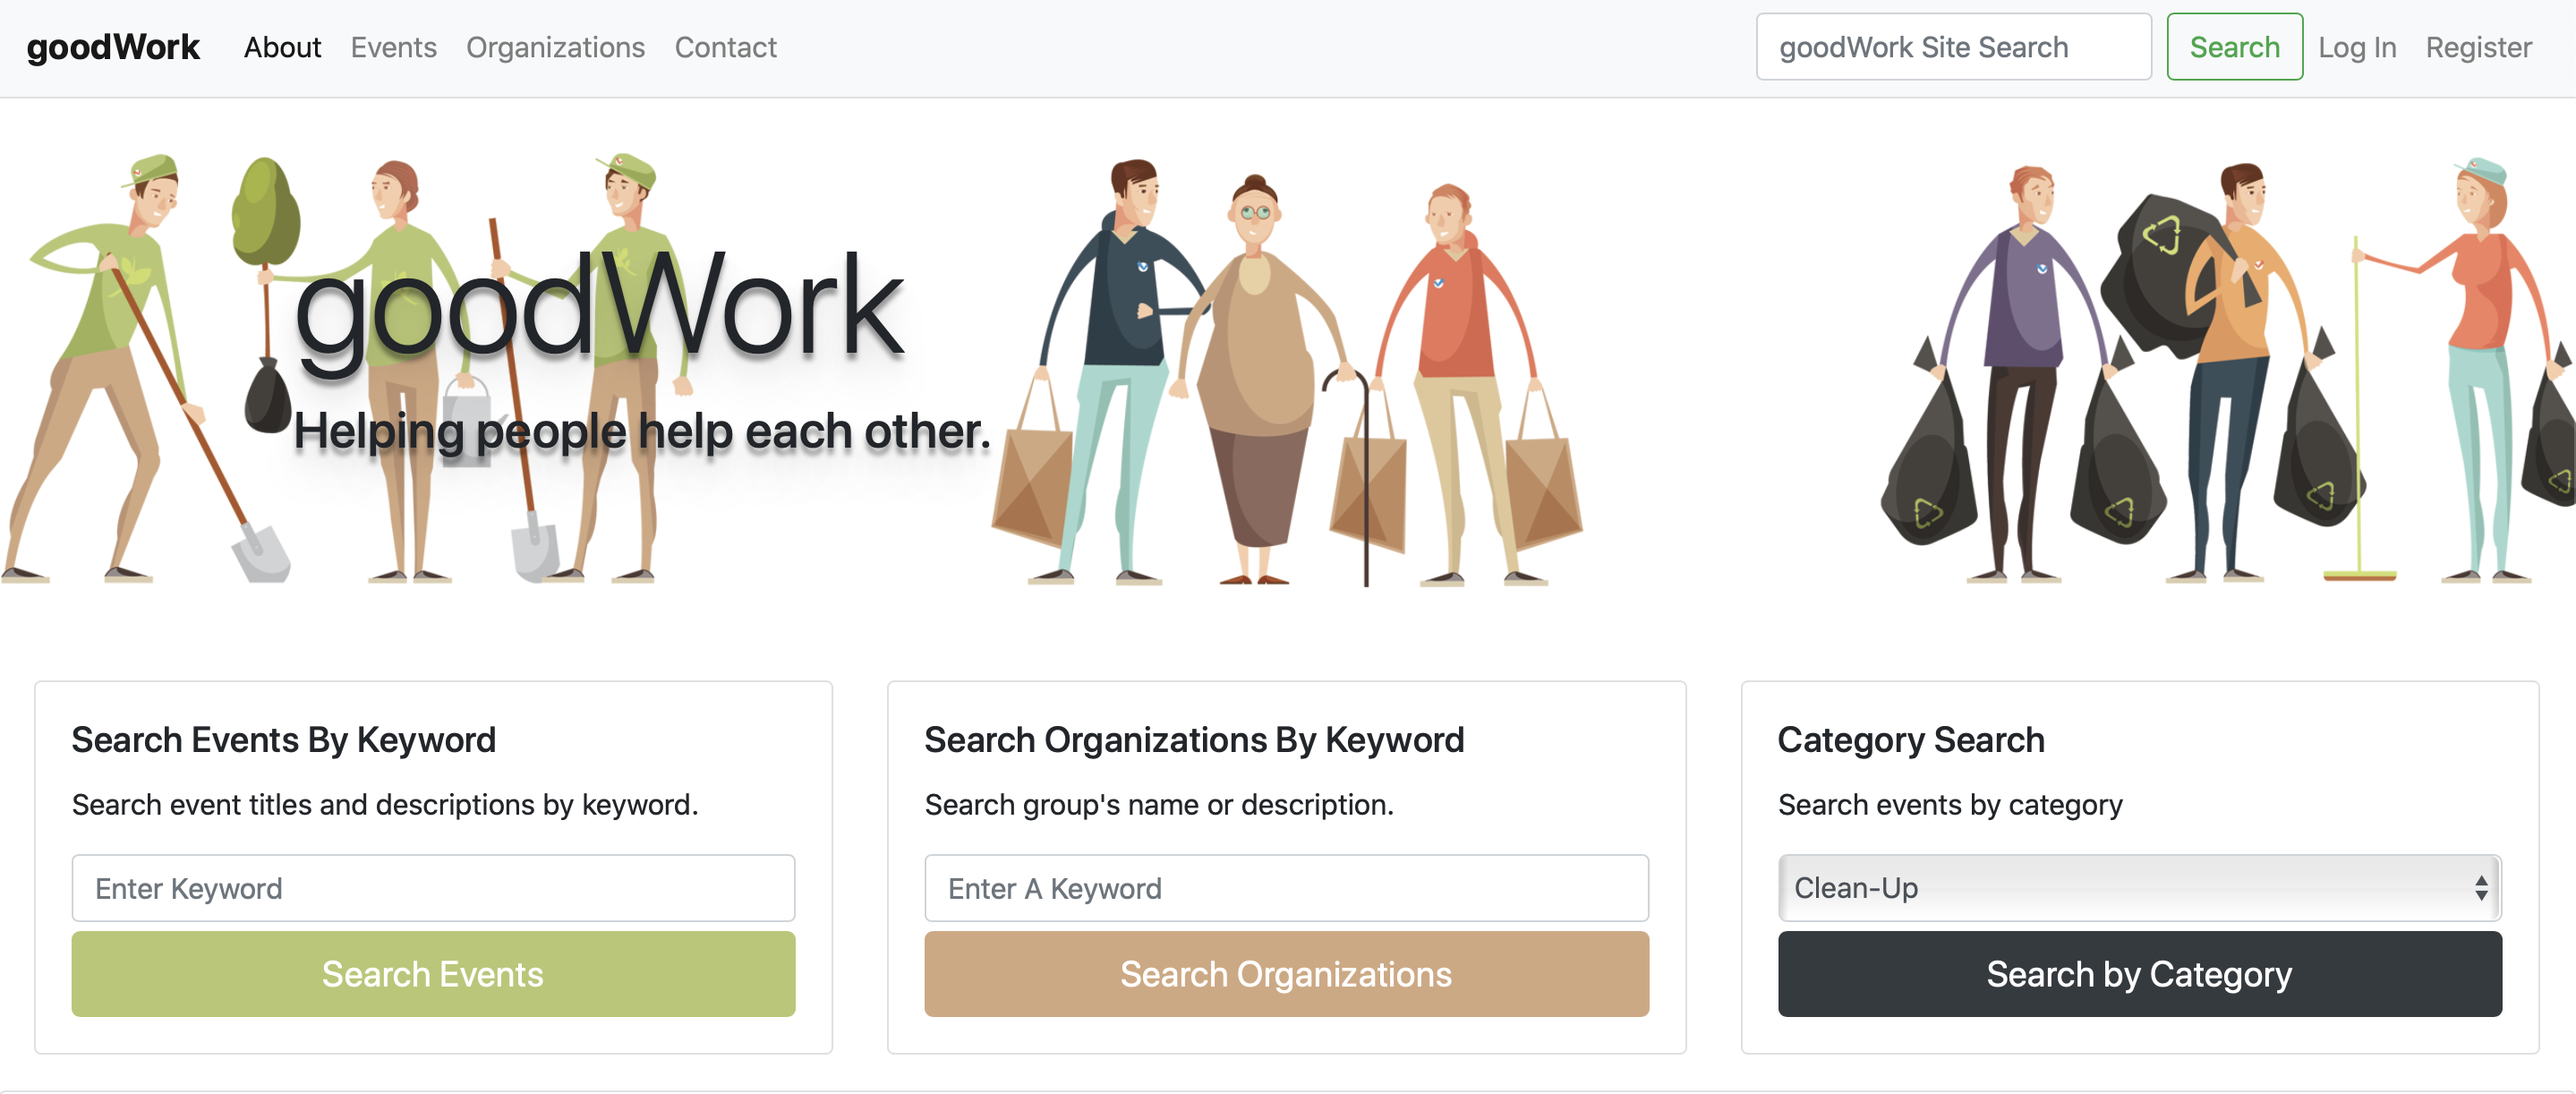 goodWork About Events Organizations Contact goodWork Site Search Search Log In Register
goodWork
Helping people help each other.
Search Events By Keyword
Search event titles and descriptions by keyword.
Enter Keyword
Search Events
Search Organizations By Keyword
Search group's name or description.
Enter A Keyword
Search Organizations
Category Search
Search events by category
Clean-Up
Search by Category